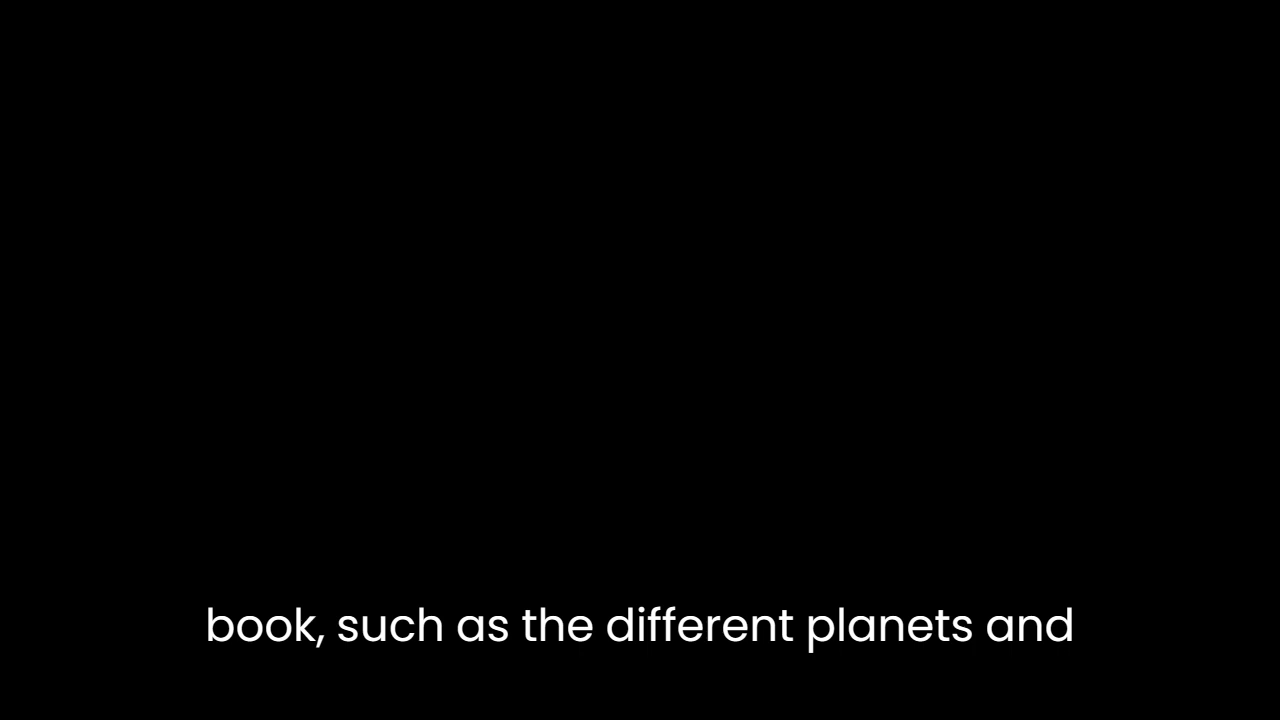 book, such as the different planets and